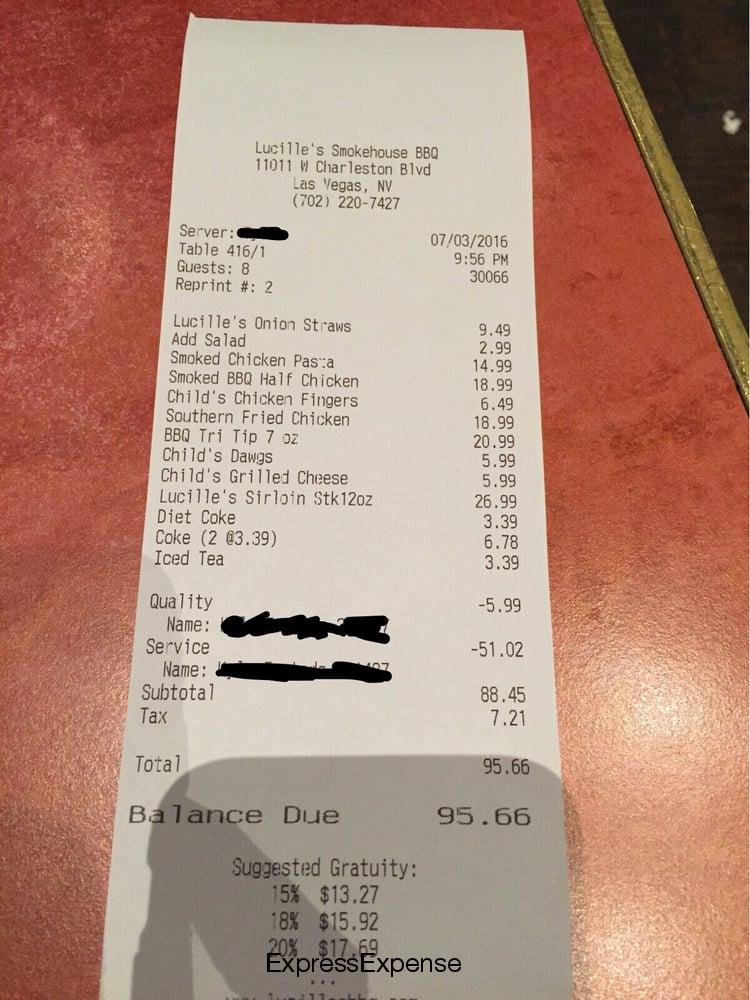 Lucille's Smokehouse BBQ
11011 W Charleston Blvd
Las Vegas, NV
(702) 220-7427
Server:
07/03/2016
Table 416/1
9:56 PM
Guests: 8
30066
Reprint #: 2
Lucille's Onion Straws 9.49
Add Salad 2.99
Smoked Chicken Pasta 14.99
Smoked BBQ Half Chicken 18.99
Child's Chicken Fingers 6.49
Southern Fried Chicken 18.99
BBQ Tri Tip 7 oz 20.99
Child's Dawgs 5.99
Child's Grilled Cheese 5.99
Lucille's Sirloin Stk12oz 26.99
Diet Coke 3.39
Coke (2 @3.39) 6.78
Iced Tea 3.39
Quality -5.99
Name:
Service -51.02
Name:
Subtotal 88.45
Tax 7.21
Total 95.66
Balance Due 95.66
Suggested Gratuity:
15% $13.27
18% $15.92
20% $17.69
ExpressExpense
...